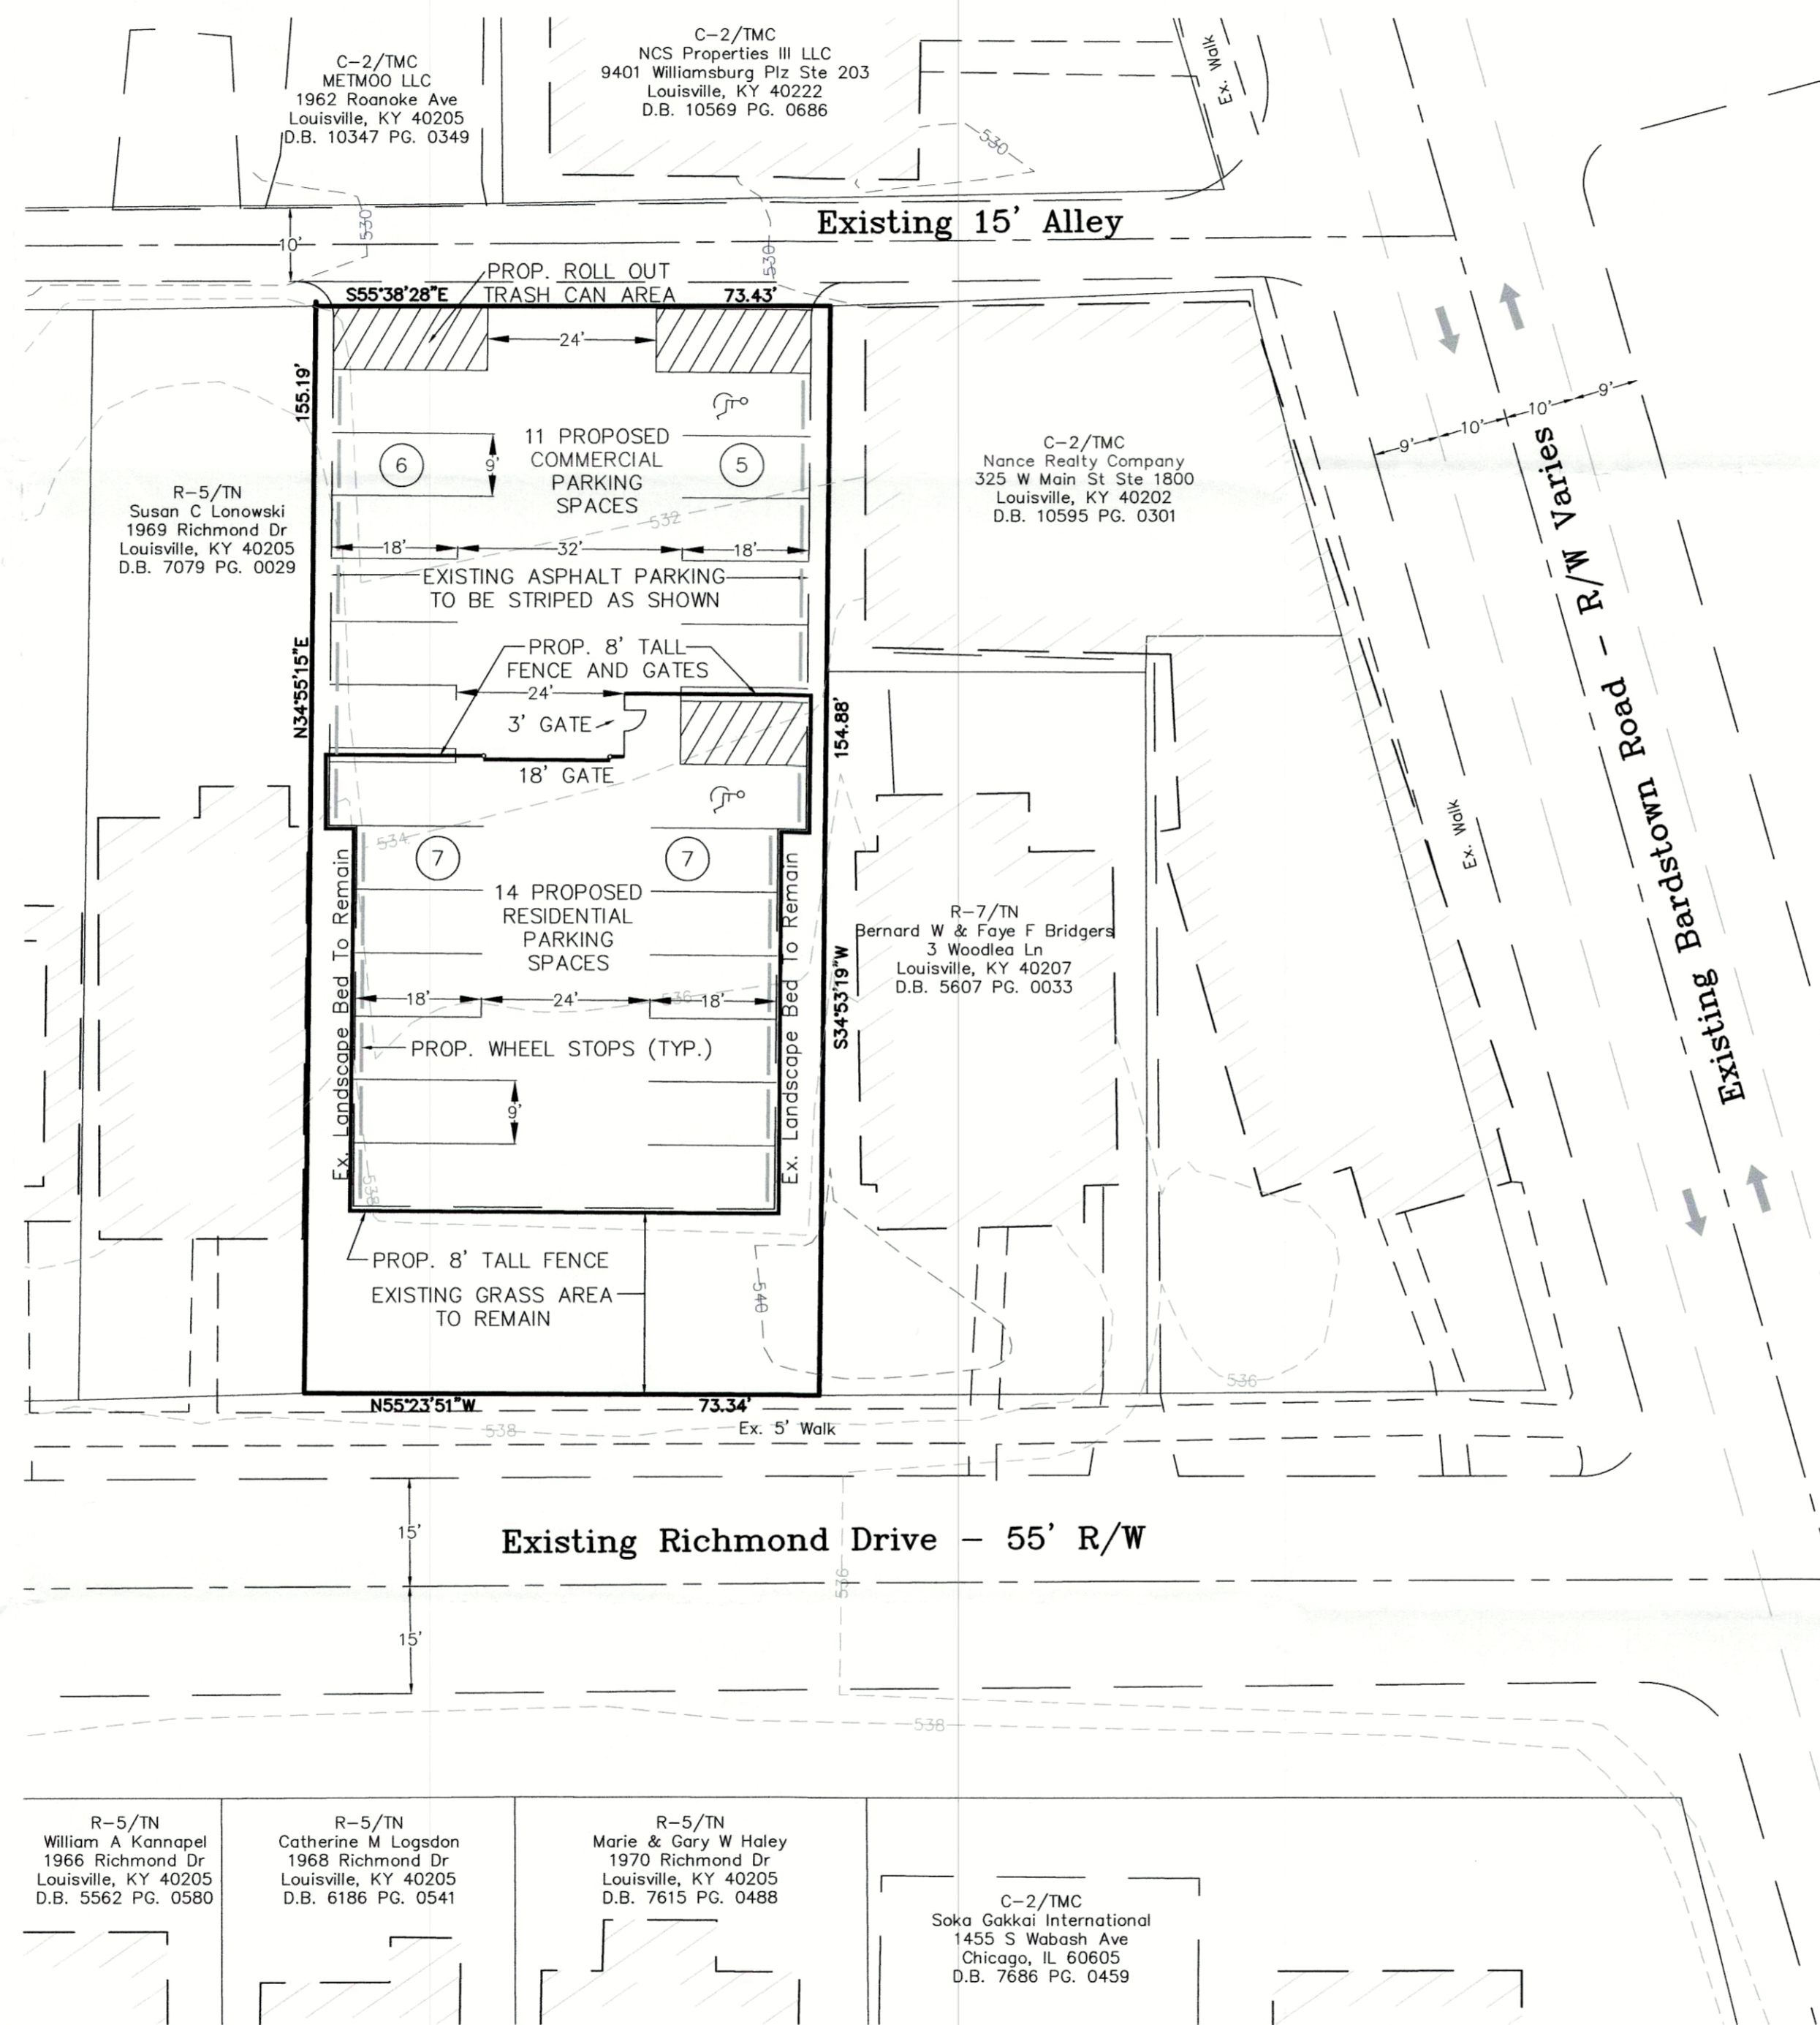 C-2/TMC
METMOO LLC
1962 Roanoke Ave
Louisville, KY 40205
D.B. 10347 PG. 0349
C-2/TMC
NCS Properties III LLC
9401 Williamsburg Plz Ste 203
Louisville, KY 40222
D.B. 10569 PG. 0686
Ex. Walk
530
530
530
Existing 15' Alley
10'
PROP. ROLL OUT
TRASH CAN AREA
S55°38'28"E
73.43'
24'
155.19'
N34°55'15"E
11 PROPOSED
COMMERCIAL
PARKING
SPACES
6
9'
5
532
18'
32'
18'
EXISTING ASPHALT PARKING
TO BE STRIPED AS SHOWN
PROP. 8' TALL
FENCE AND GATES
24'
3' GATE
18' GATE
R-5/TN
Susan C Lonowski
1969 Richmond Dr
Louisville, KY 40205
D.B. 7079 PG. 0029
C-2/TMC
Nance Realty Company
325 W Main St Ste 1800
Louisville, KY 40202
D.B. 10595 PG. 0301
9'
10'
10'
9'
Existing Bardstown Road - R/W Varies
Ex. Walk
154.88'
S34°53'19"W
534
7
7
14 PROPOSED
RESIDENTIAL
PARKING
SPACES
Ex. Landscape Bed To Remain
Ex. Landscape Bed To Remain
18'
24'
536
18'
PROP. WHEEL STOPS (TYP.)
9'
538
R-7/TN
Bernard W & Faye F Bridgers
3 Woodlea Ln
Louisville, KY 40207
D.B. 5607 PG. 0033
PROP. 8' TALL FENCE
EXISTING GRASS AREA
TO REMAIN
540
536
N55°23'51"W
73.34'
538
Ex. 5' Walk
15'
Existing Richmond Drive - 55' R/W
536
15'
538
R-5/TN
William A Kannapel
1966 Richmond Dr
Louisville, KY 40205
D.B. 5562 PG. 0580
R-5/TN
Catherine M Logsdon
1968 Richmond Dr
Louisville, KY 40205
D.B. 6186 PG. 0541
R-5/TN
Marie & Gary W Haley
1970 Richmond Dr
Louisville, KY 40205
D.B. 7615 PG. 0488
C-2/TMC
Soka Gakkai International
1455 S Wabash Ave
Chicago, IL 60605
D.B. 7686 PG. 0459